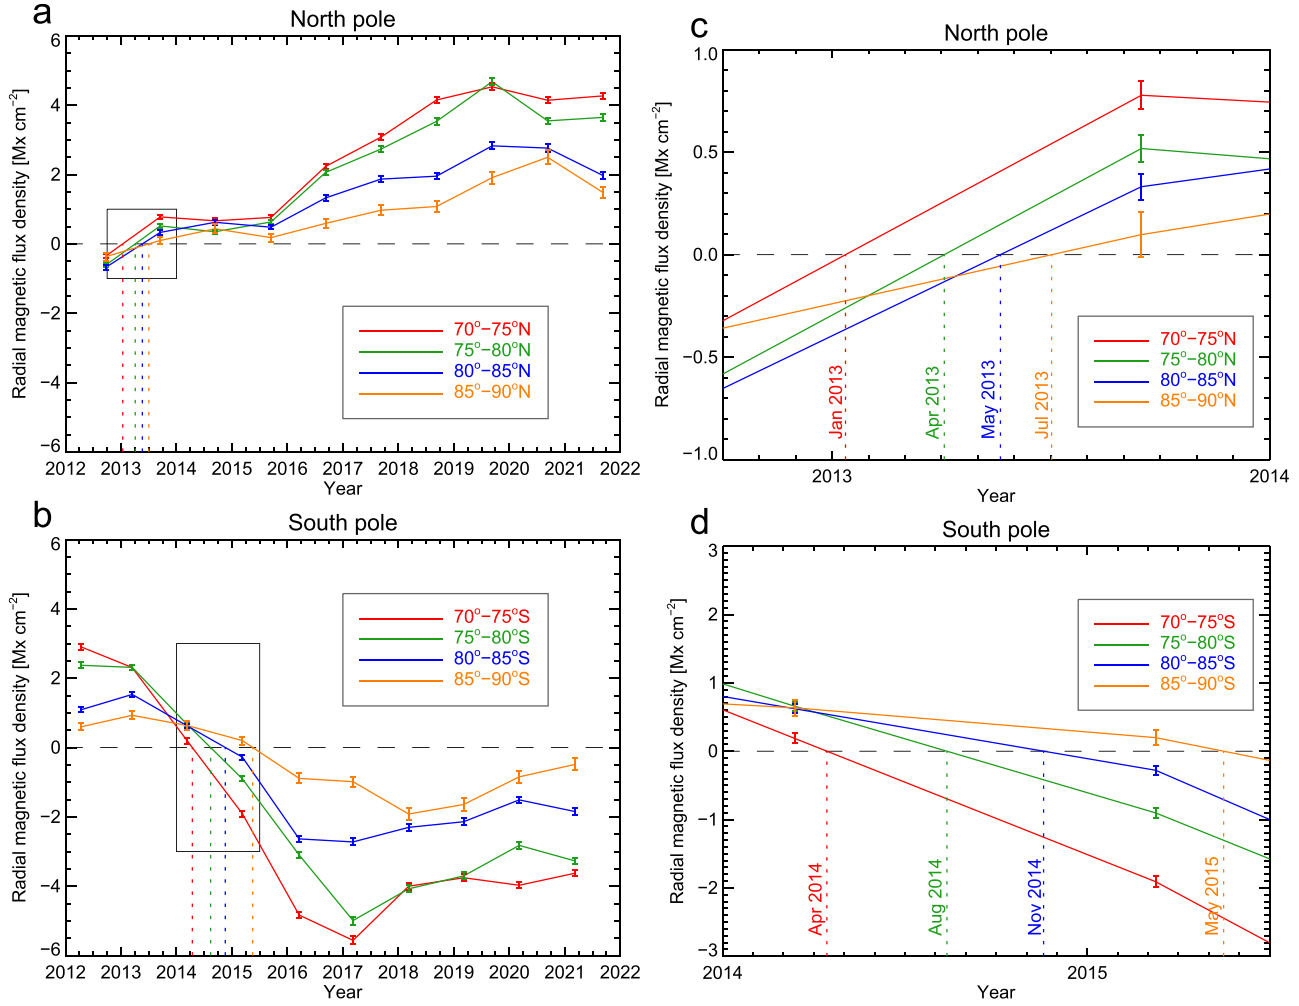 a
North pole
Radial magnetic flux density [Mx cm⁻²]
6
4
2
0
−2
−4
−6
70°−75°N
75°−80°N
80°−85°N
85°−90°N
2012 2013 2014 2015 2016 2017 2018 2019 2020 2021 2022
Year
c
North pole
Radial magnetic flux density [Mx cm⁻²]
1.0
0.5
0.0
−0.5
−1.0
Jan 2013
Apr 2013
May 2013
Jul 2013
70°−75°N
75°−80°N
80°−85°N
85°−90°N
2013 2014
Year
b
South pole
Radial magnetic flux density [Mx cm⁻²]
6
4
2
0
−2
−4
−6
70°−75°S
75°−80°S
80°−85°S
85°−90°S
2012 2013 2014 2015 2016 2017 2018 2019 2020 2021 2022
Year
d
South pole
Radial magnetic flux density [Mx cm⁻²]
3
2
1
0
−1
−2
−3
70°−75°S
75°−80°S
80°−85°S
85°−90°S
Apr 2014
Aug 2014
Nov 2014
May 2015
2014 2015
Year